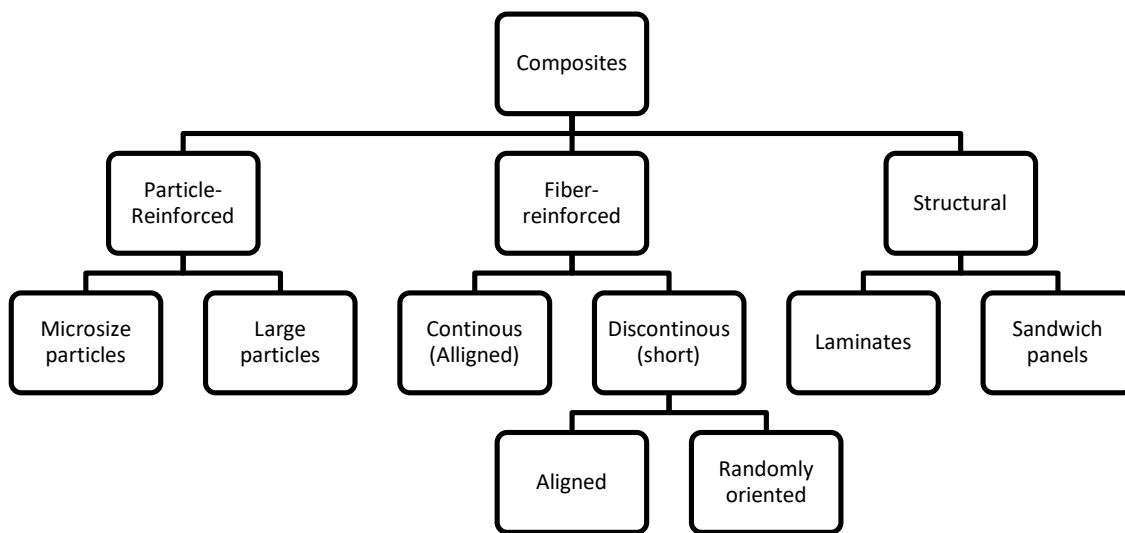 Composites
Particle-
Reinforced
Fiber-
reinforced
Structural
Microsize
particles
Large
particles
Continous
(Alligned)
Discontinous
(short)
Laminates
Sandwich
panels
Aligned
Randomly
oriented